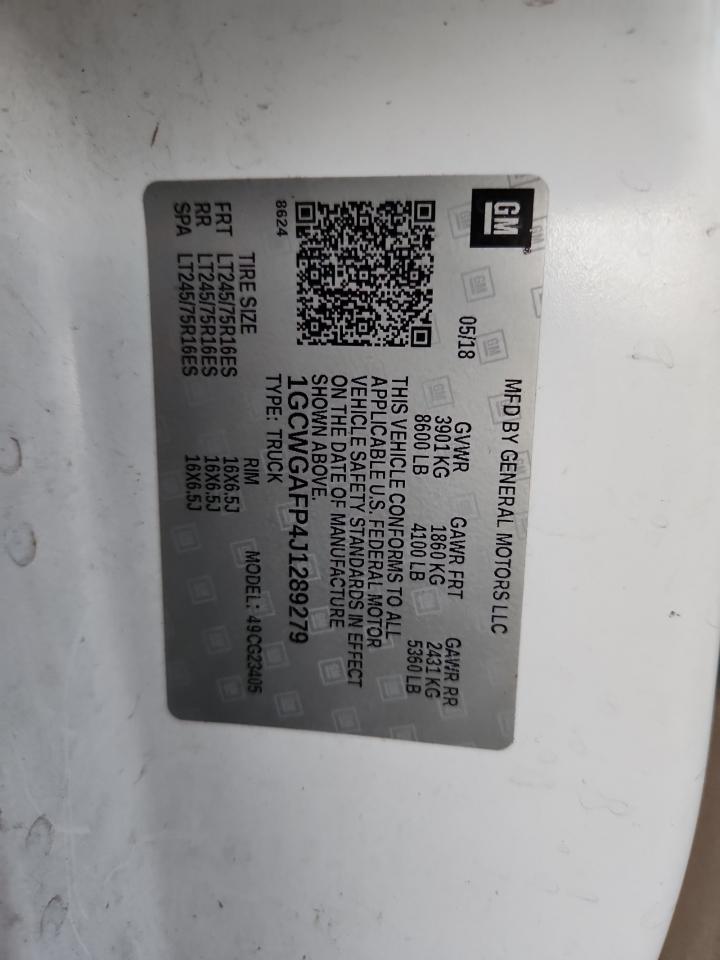 GM
MFD BY GENERAL MOTORS LLC
05/18
GVWR GAWR FRT GAWR RR
3901 KG 1860 KG 2431 KG
8600 LB 4100 LB 5360 LB
THIS VEHICLE CONFORMS TO ALL
APPLICABLE U.S. FEDERAL MOTOR
VEHICLE SAFETY STANDARDS IN EFFECT
ON THE DATE OF MANUFACTURE
SHOWN ABOVE.
1GCWGAFP4J1289279
8624
TYPE: TRUCK
MODEL: 49CG23405
TIRE SIZE RIM
FRT LT245/75R16ES 16X6.5J
RR LT245/75R16ES 16X6.5J
SPA LT245/75R16ES 16X6.5J